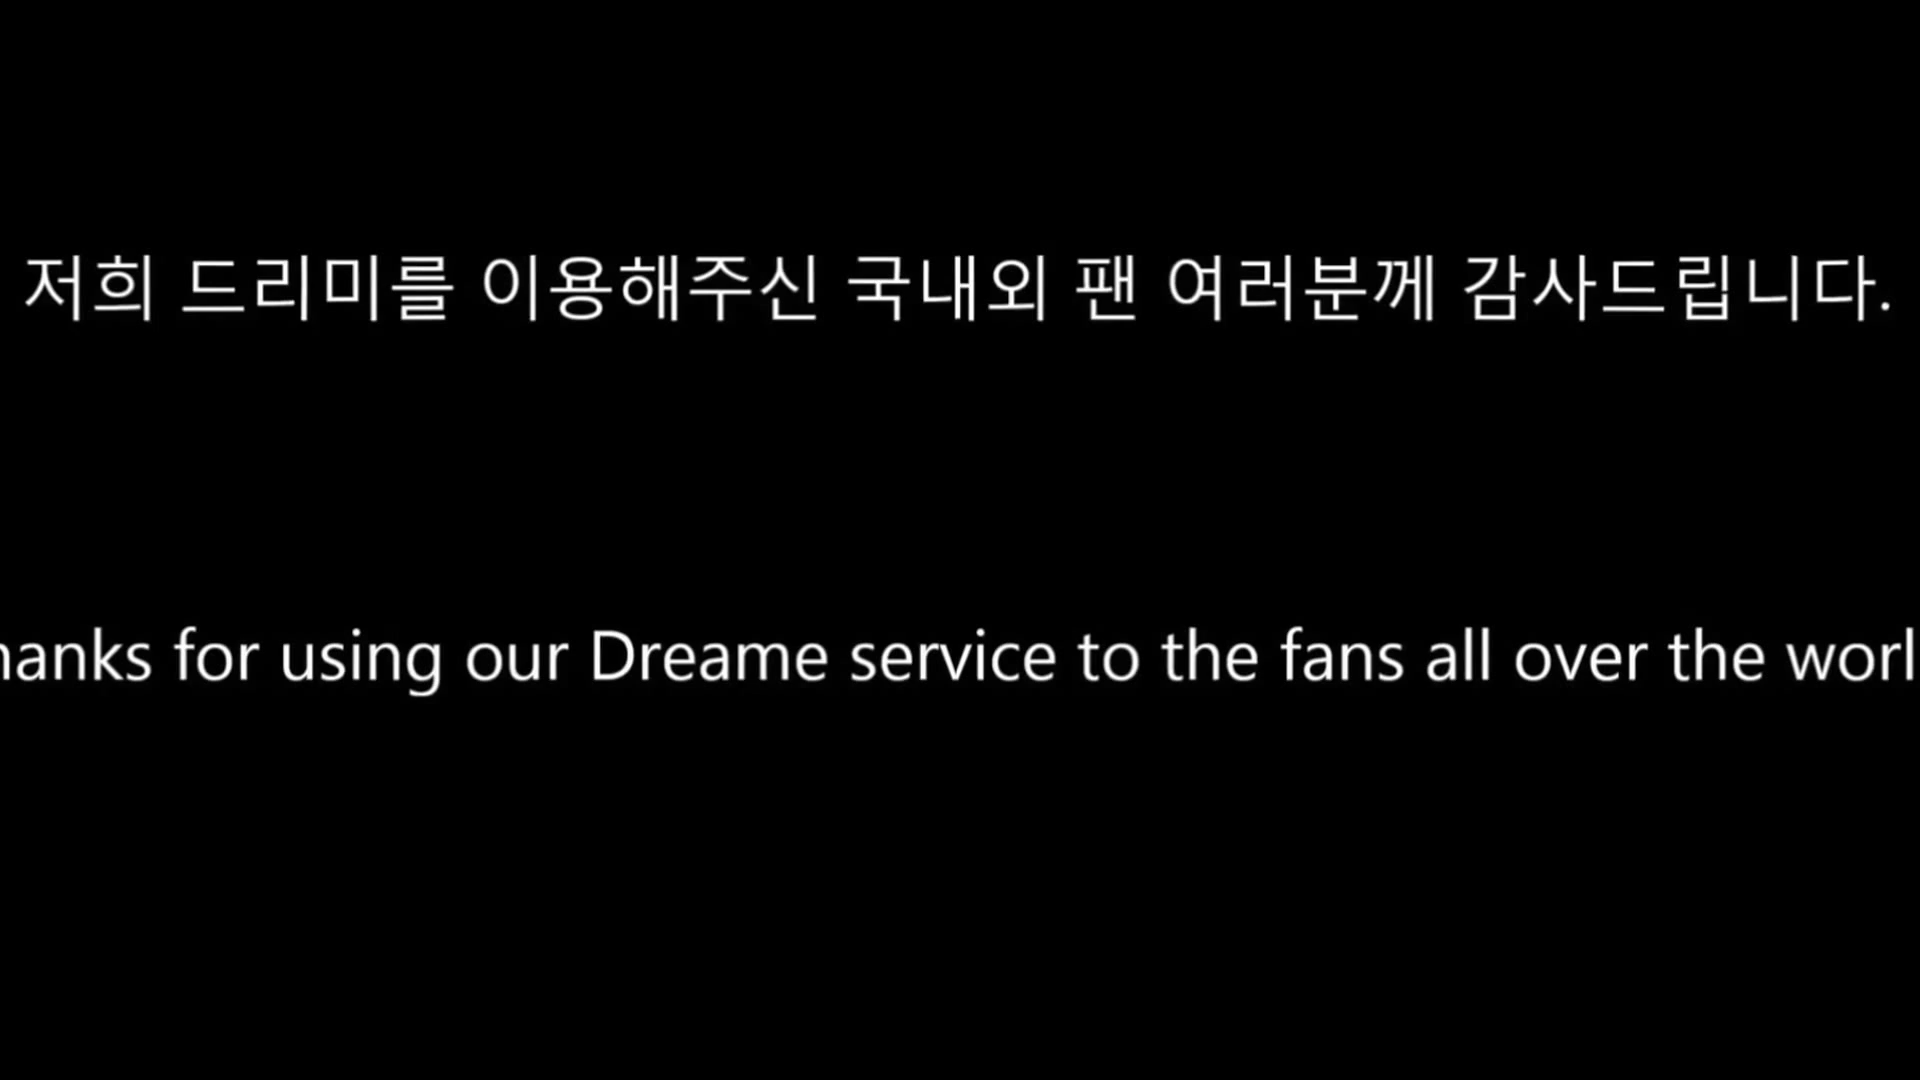 저희 드리미를 이용해주신 국내외 팬 여러분께 감사드립니다.
hanks for using our Dreame service to the fans all over the worl